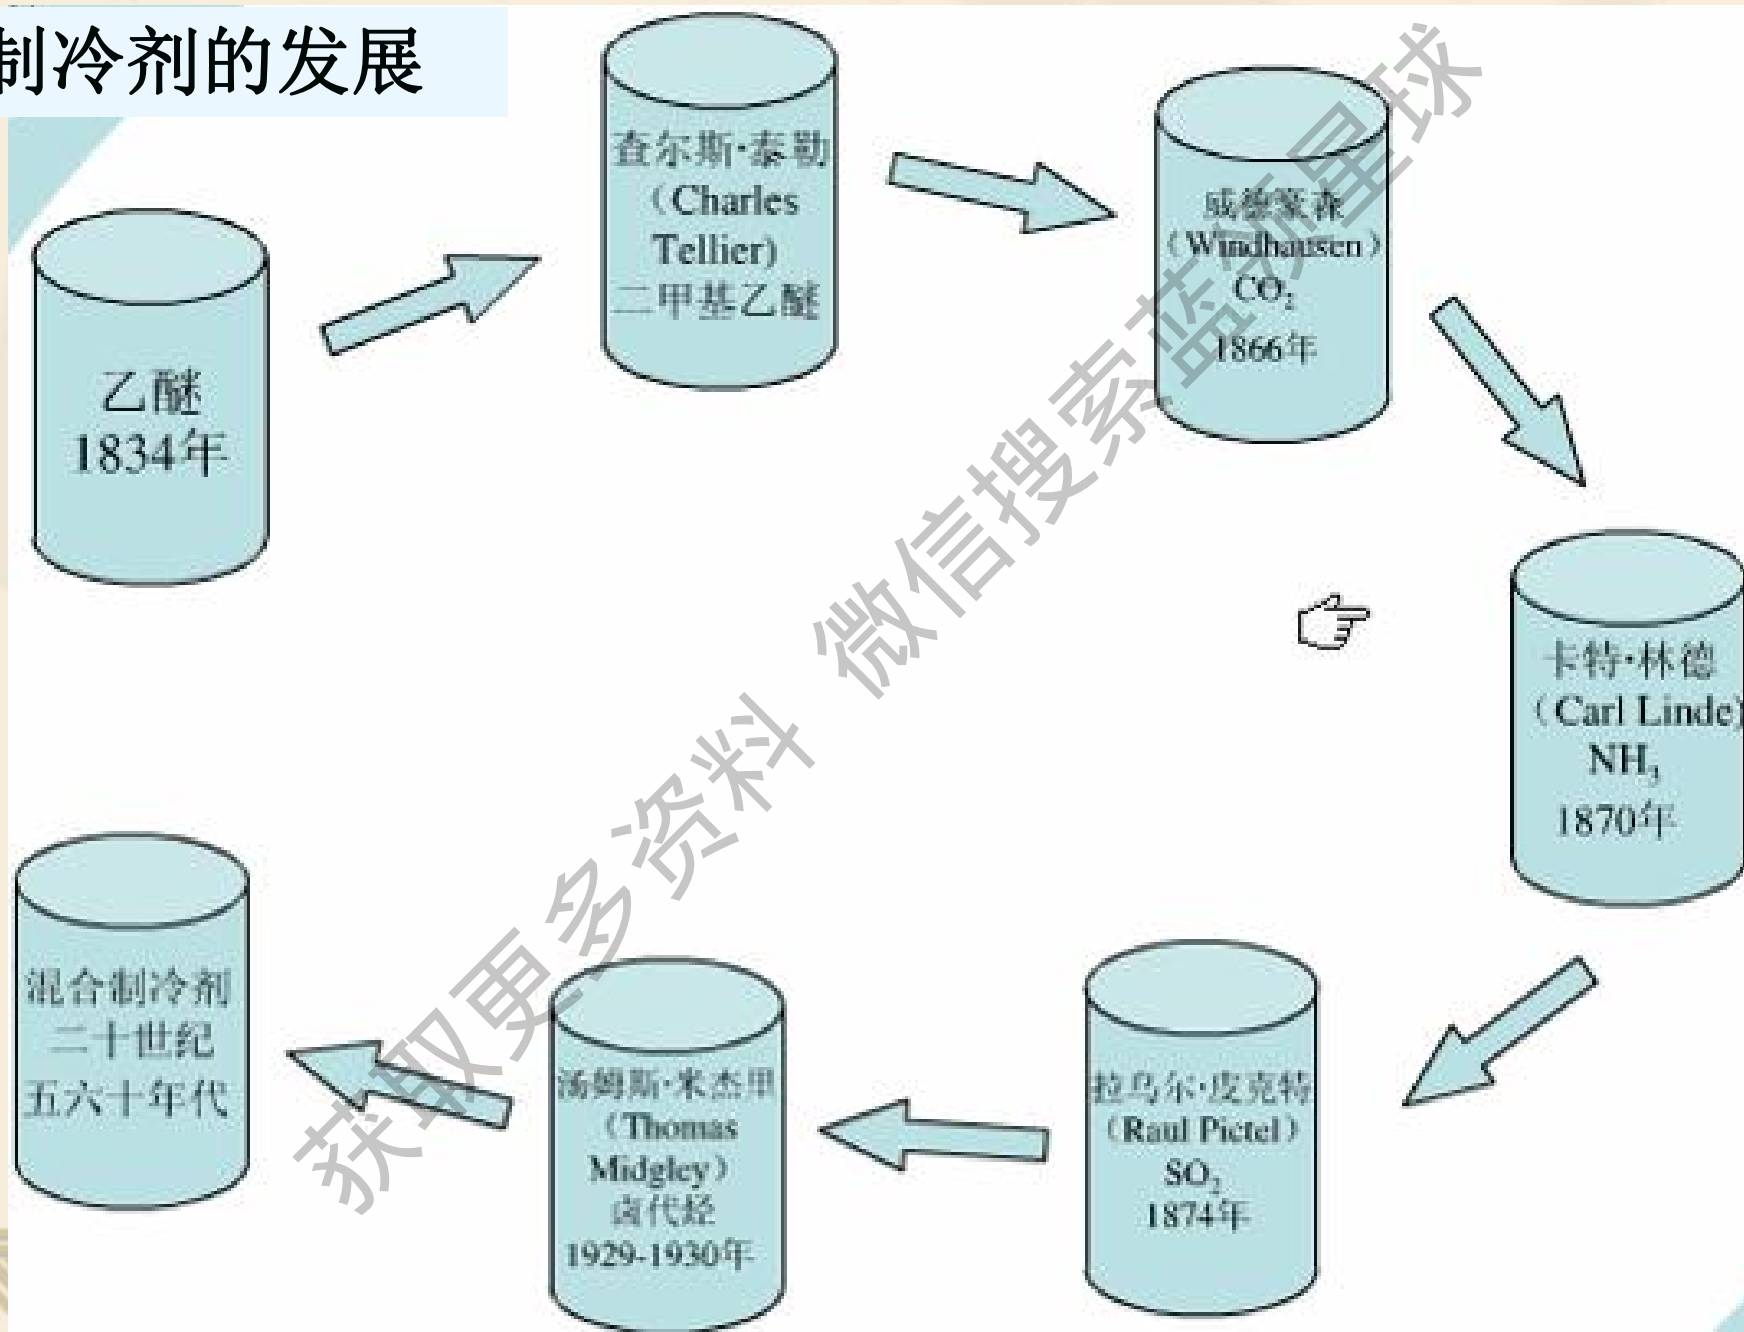 制冷剂的发展
乙醚
1834年
查尔斯·泰勒
(Charles
Tellier)
二甲基乙醚
威德豪森
(Windhausen)
CO₂
1866年
卡特·林德
(Carl Linde)
NH₃
1870年
拉乌尔·皮克特
(Raul Pictel)
SO₂
1874年
汤姆斯·米杰里
(Thomas
Midgley)
卤代烃
1929-1930年
混合制冷剂
二十世纪
五六十年代
获取更多资料 微信搜索蓝领星球